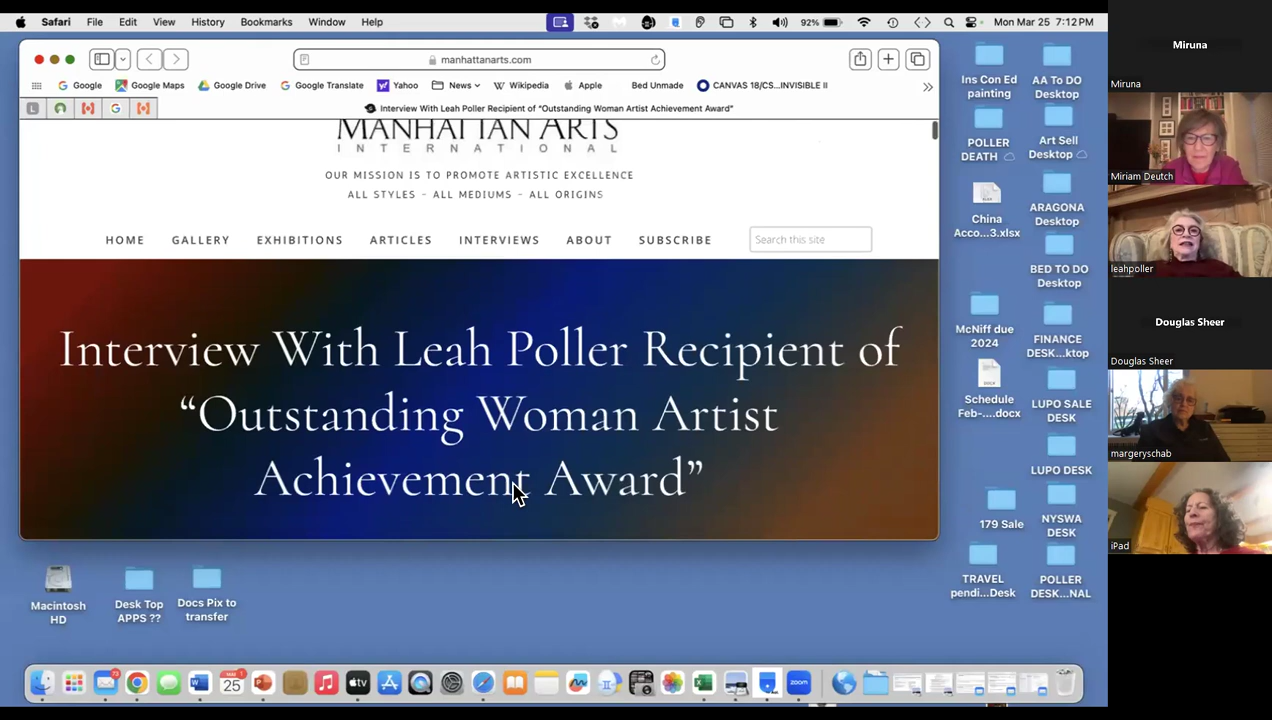 Safari File Edit View History Bookmarks Window Help
92% Mon Mar 25 7:12 PM
manhattanarts.com
Google Google Maps Google Drive Google Translate Yahoo News Wikipedia Apple Bed Unmade CANVAS 18/CS...INVISIBLE II
Interview With Leah Poller Recipient of “Outstanding Woman Artist Achievement Award”
MANHATTAN ARTS
INTERNATIONAL
OUR MISSION IS TO PROMOTE ARTISTIC EXCELLENCE
ALL STYLES – ALL MEDIUMS – ALL ORIGINS
HOME GALLERY EXHIBITIONS ARTICLES INTERVIEWS ABOUT SUBSCRIBE
Search this site
Interview With Leah Poller Recipient of
“Outstanding Woman Artist
Achievement Award”
Ins Con Ed
painting
AA To DO
Desktop
POLLER
DEATH
Art Sell
Desktop
China
Acco...3.xlsx
ARAGONA
Desktop
BED TO DO
Desktop
McNiff due
2024
FINANCE
DESK...ktop
Schedule
Feb-....docx
LUPO SALE
DESK
LUPO DESK
179 Sale
NYSWA
DESK
TRAVEL
pendi...Desk
POLLER
DESK...NAL
Macintosh
HD
Desk Top
APPS ??
Docs Pix to
transfer
25
tv
zoom
Miruna
Miruna
Miriam Deutch
leahpoller
Douglas Sheer
Douglas Sheer
margeryschab
iPad